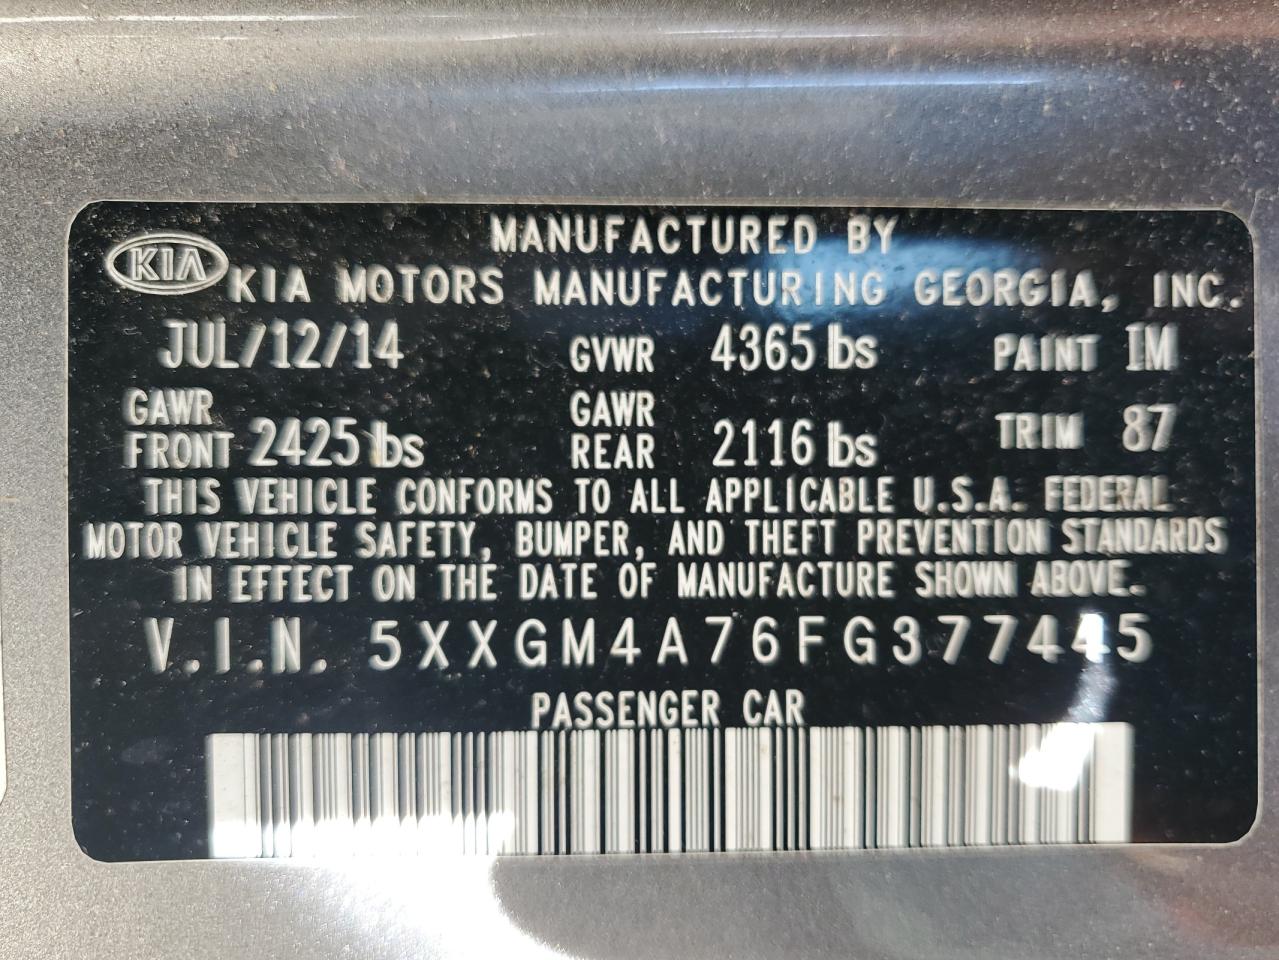 MANUFACTURED BY
KIA KIA MOTORS MANUFACTURING GEORGIA, INC.
JUL/12/14 GVWR 4365 lbs PAINT IM
GAWR FRONT 2425 lbs GAWR REAR 2116 lbs TRIM 87
THIS VEHICLE CONFORMS TO ALL APPLICABLE U.S.A. FEDERAL
MOTOR VEHICLE SAFETY, BUMPER, AND THEFT PREVENTION STANDARDS
IN EFFECT ON THE DATE OF MANUFACTURE SHOWN ABOVE.
V.I.N. 5XXGM4A76FG377445
PASSENGER CAR